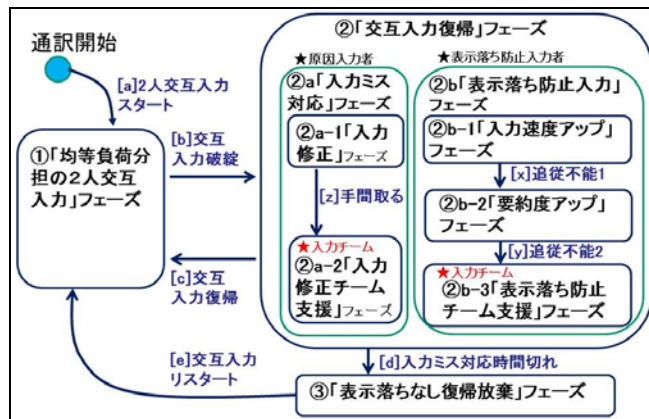 通訳開始
[a]2人交互入力
スタート
①「均等負荷分
担の2人交互
入力」フェーズ
[b]交互
入力破綻
[c]交互
入力復帰
[e]交互入力
リスタート
②「交互入力復帰」フェーズ
★原因入力者
②a「入力ミス
対応」フェーズ
②a-1「入力
修正」フェーズ
[z]手間取る
★入力チーム
②a-2「入力
修正チーム
支援」フェーズ
★表示落ち防止入力者
②b「表示落ち防止入力」
フェーズ
②b-1「入力速度アップ」
フェーズ
[x]追従不能1
②b-2「要約度アップ」
フェーズ
[y]追従不能2
★入力チーム
②b-3「表示落ち防止
チーム支援」フェーズ
[d]入力ミス対応時間切れ
③「表示落ちなし復帰放棄」フェーズ